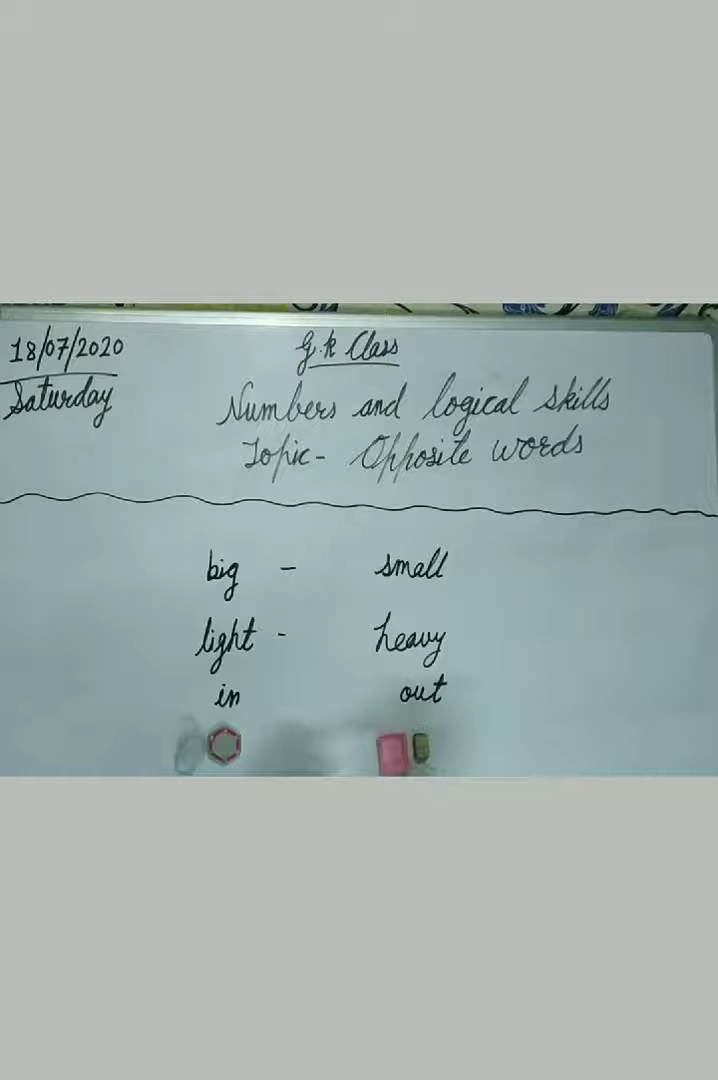 18/07/2020
Saturday
G.K Class
Numbers and logical skills
Topic- Opposite words
big - small
light - heavy
in out